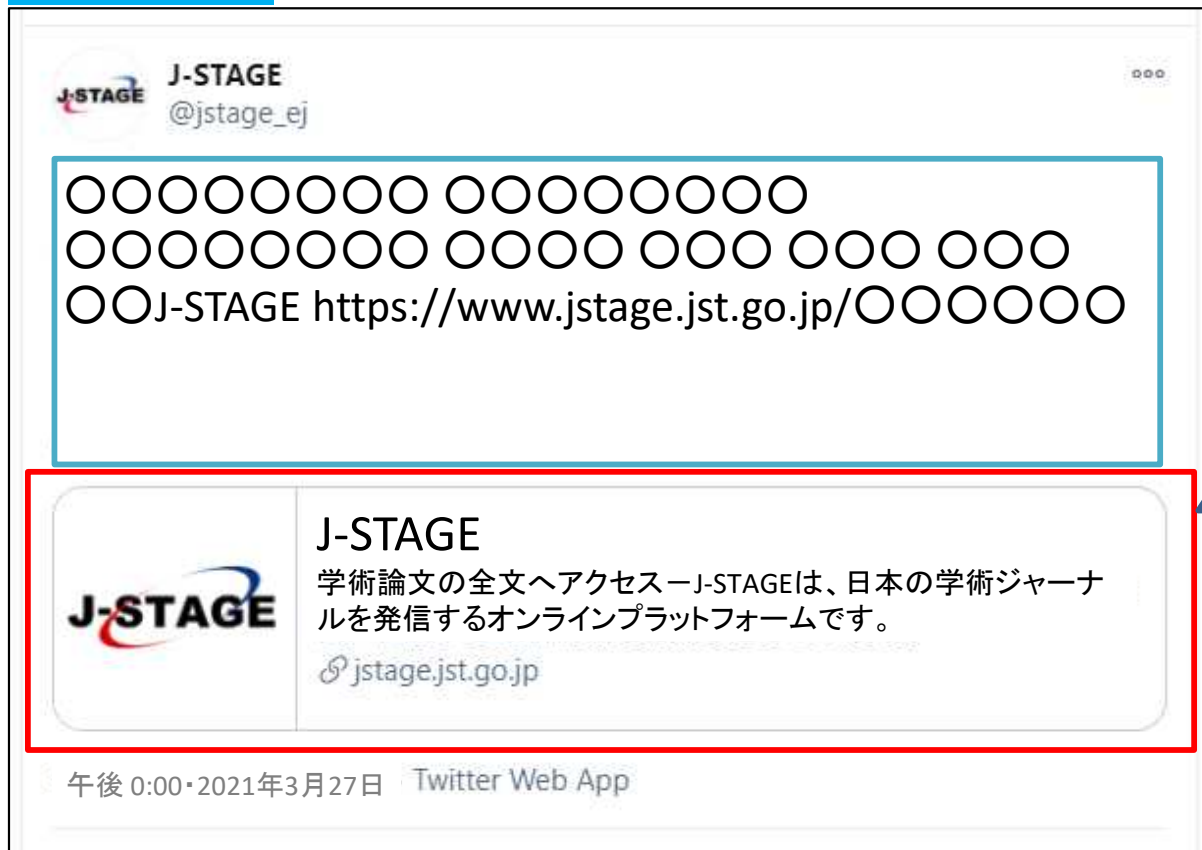 J-STAGE
J-STAGE
@jstage_ej
〇〇〇〇〇〇〇〇 〇〇〇〇〇〇〇〇
〇〇〇〇〇〇〇〇 〇〇〇〇 〇〇〇 〇〇〇 〇〇〇
〇〇J-STAGE https://www.jstage.jst.go.jp/〇〇〇〇〇〇
J-STAGE
J-STAGE
学術論文の全文へアクセスーJ-STAGEは、日本の学術ジャーナ
ルを発信するオンラインプラットフォームです。
jstage.jst.go.jp
午後 0:00・2021年3月27日 Twitter Web App